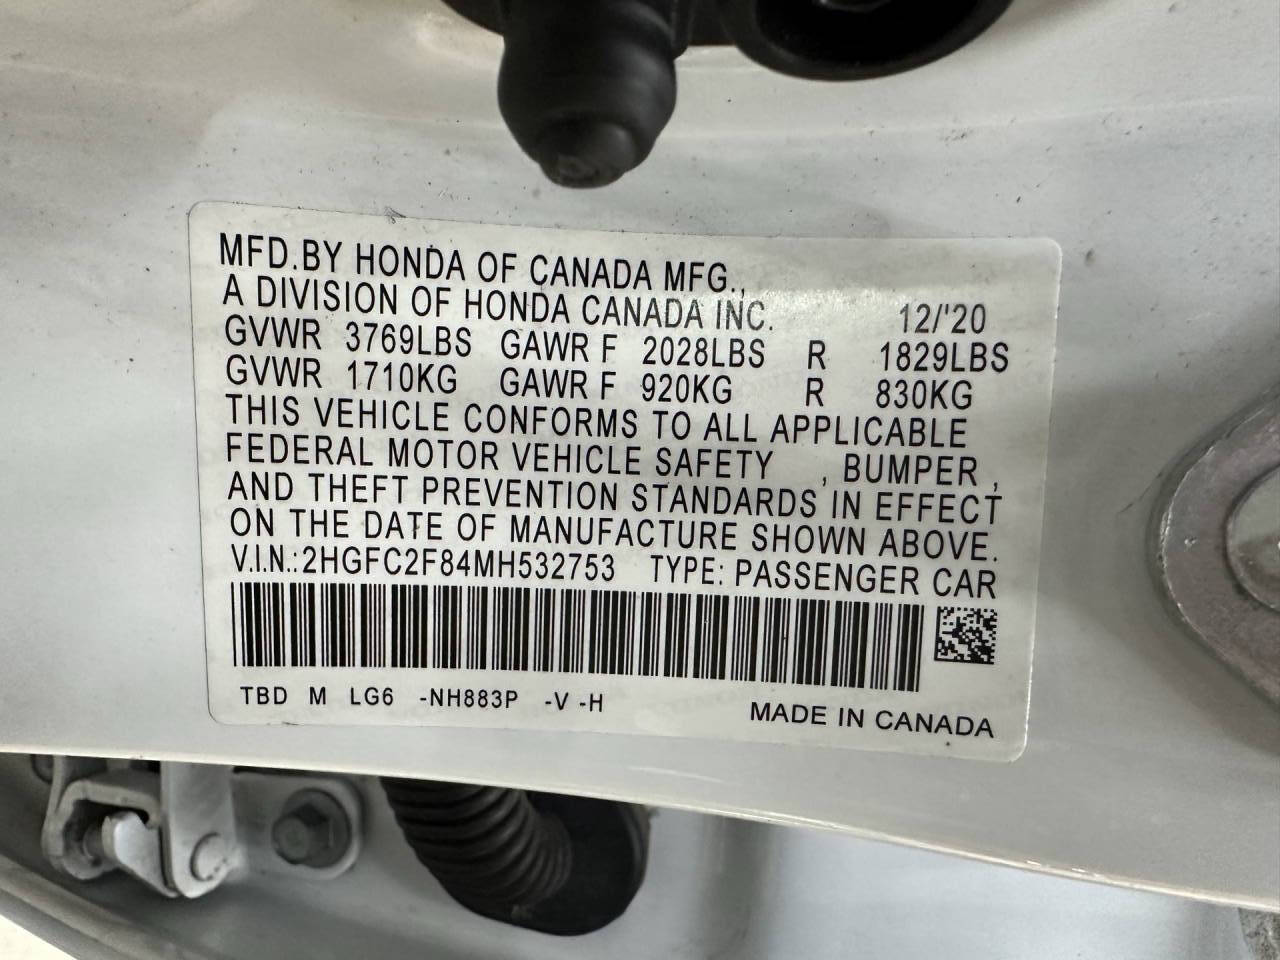 MFD.BY HONDA OF CANADA MFG.,
A DIVISION OF HONDA CANADA INC. 12/'20
GVWR 3769LBS GAWR F 2028LBS R 1829LBS
GVWR 1710KG GAWR F 920KG R 830KG
THIS VEHICLE CONFORMS TO ALL APPLICABLE
FEDERAL MOTOR VEHICLE SAFETY , BUMPER ,
AND THEFT PREVENTION STANDARDS IN EFFECT
ON THE DATE OF MANUFACTURE SHOWN ABOVE.
V.I.N.:2HGFC2F84MH532753 TYPE: PASSENGER CAR
TBD M LG6 -NH883P -V -H MADE IN CANADA